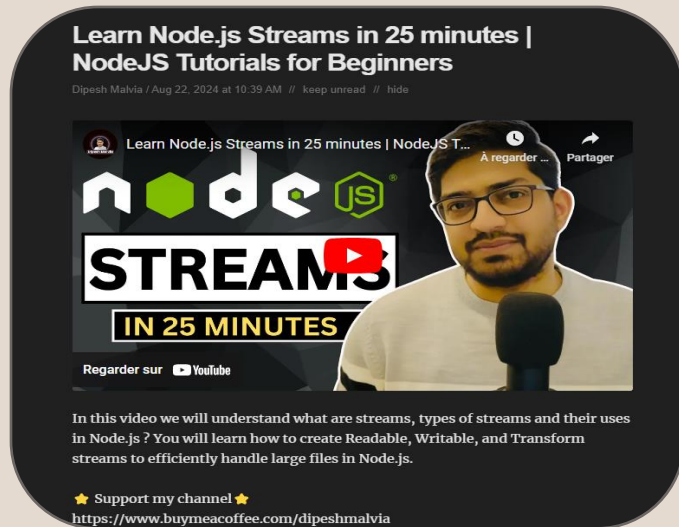 Learn Node.js Streams in 25 minutes |
NodeJS Tutorials for Beginners
Dipesh Malvia / Aug 22, 2024 at 10:39 AM // keep unread // hide
Learn Node.js Streams in 25 minutes | NodeJS T...
À regarder ...
Partager
node JS ®
STREAMS
IN 25 MINUTES
Regarder sur YouTube
In this video we will understand what are streams, types of streams and their uses
in Node.js ? You will learn how to create Readable, Writable, and Transform
streams to efficiently handle large files in Node.js.
⭐ Support my channel⭐
https://www.buymeacoffee.com/dipeshmalvia